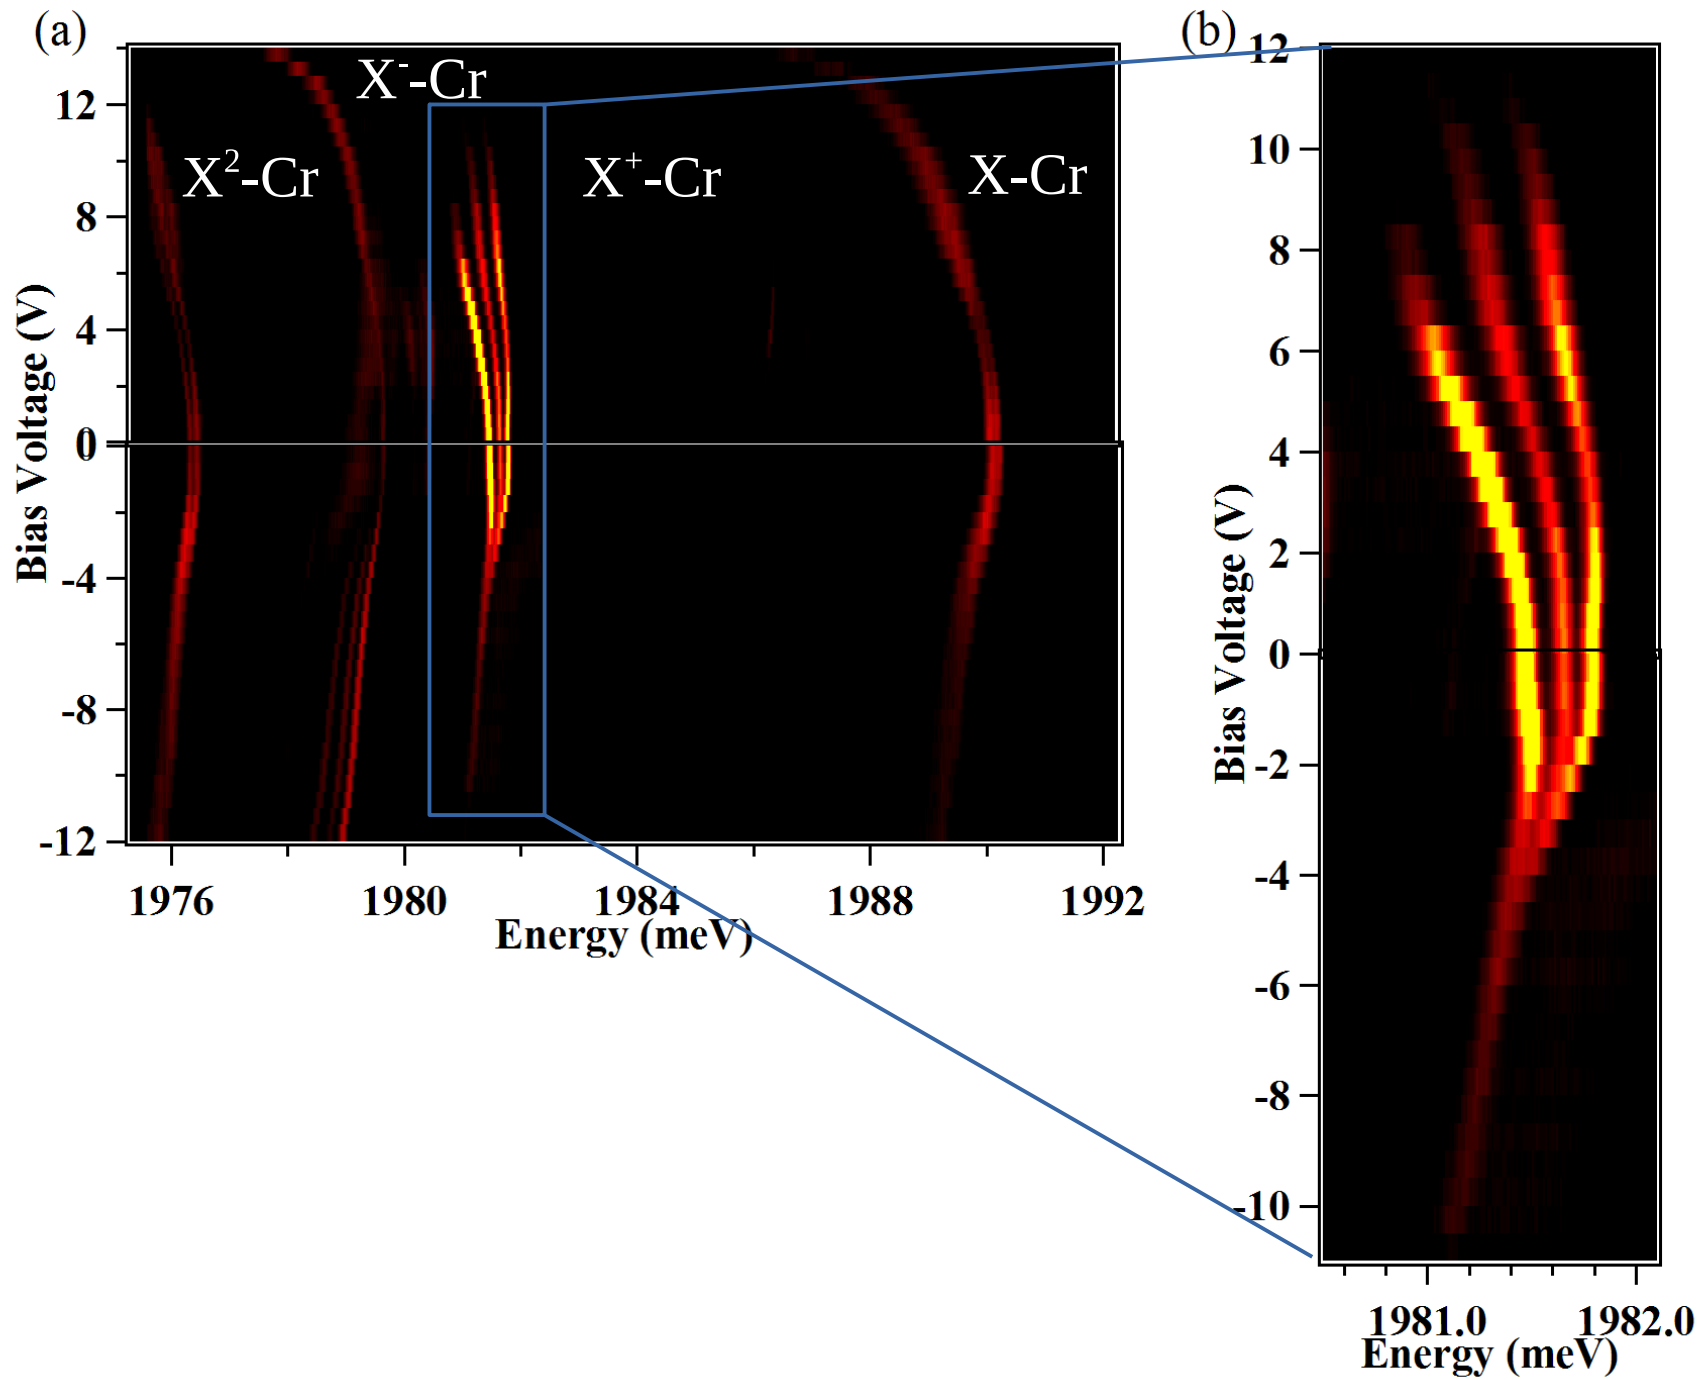 (a)
X⁻-Cr
X²-Cr
X⁺-Cr
X-Cr
12
8
4
0
0
-4
-8
-12
Bias Voltage (V)
1976 1980 1984 1988 1992
Energy (meV)
(b)
12
10
8
6
4
2
0
-2
-4
-6
-8
-10
Bias Voltage (V)
1981.0 1982.0
Energy (meV)